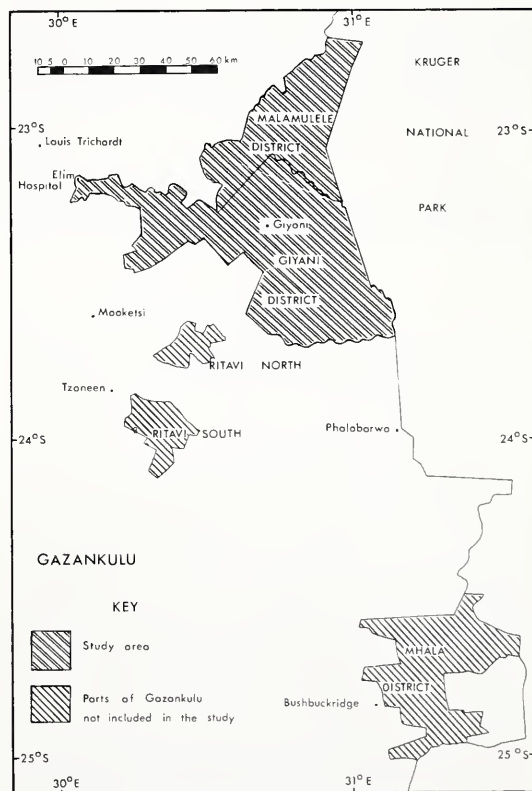 30°E
31°E
10 5 0 10 20 30 40 50 60 km
KRUGER
NATIONAL
PARK
23°S
23°S
Louis Trichardt
Elim
Hospital
MALAMULELE
DISTRICT
Giyani
GIYANI
DISTRICT
Mooketsi
RITAVI NORTH
Tzaneen
RITAVI SOUTH
Phalabarwa
24°S
24°S
GAZANKULU
KEY
Study area
Parts of Gazankulu
not included in the study
MHALA
DISTRICT
Bushbuckridge
25°S
25°S
30°E
31°E